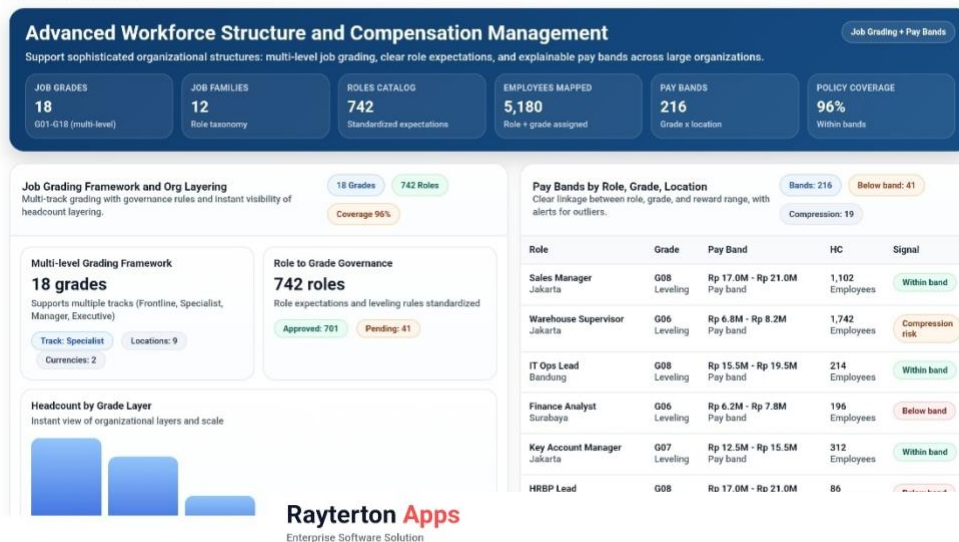 Advanced Workforce Structure and Compensation Management
Job Grading + Pay Bands
Support sophisticated organizational structures: multi-level job grading, clear role expectations, and explainable pay bands across large organizations.
JOB GRADES
18
G01-G18 (multi-level)
JOB FAMILIES
12
Role taxonomy
ROLES CATALOG
742
Standardized expectations
EMPLOYEES MAPPED
5,180
Role + grade assigned
PAY BANDS
216
Grade x location
POLICY COVERAGE
96%
Within bands
Job Grading Framework and Org Layering
Multi-track grading with governance rules and instant visibility of
headcount layering.
18 Grades
742 Roles
Coverage 96%
Multi-level Grading Framework
18 grades
Supports multiple tracks (Frontline, Specialist,
Manager, Executive)
Track: Specialist
Locations: 9
Currencies: 2
Role to Grade Governance
742 roles
Role expectations and leveling rules standardized
Approved: 701
Pending: 41
Headcount by Grade Layer
Instant view of organizational layers and scale
Pay Bands by Role, Grade, Location
Clear linkage between role, grade, and reward range, with
alerts for outliers.
Bands: 216
Below band: 41
Compression: 19
Role Grade Pay Band HC Signal
Sales Manager G08 Rp 17.0M - Rp 21.0M 1,102 Within band
Jakarta Leveling Pay band Employees
Warehouse Supervisor G06 Rp 6.8M - Rp 8.2M 1,742 Compression
Jakarta Leveling Pay band Employees risk
IT Ops Lead G08 Rp 15.5M - Rp 19.5M 214 Within band
Bandung Leveling Pay band Employees
Finance Analyst G06 Rp 6.2M - Rp 7.8M 196 Below band
Surabaya Leveling Pay band Employees
Key Account Manager G07 Rp 12.5M - Rp 15.5M 312 Within band
Jakarta Leveling Pay band Employees
HRBP Lead G08 Rp 17.0M - Rp 21.0M 86
Rayterton Apps
Enterprise Software Solution